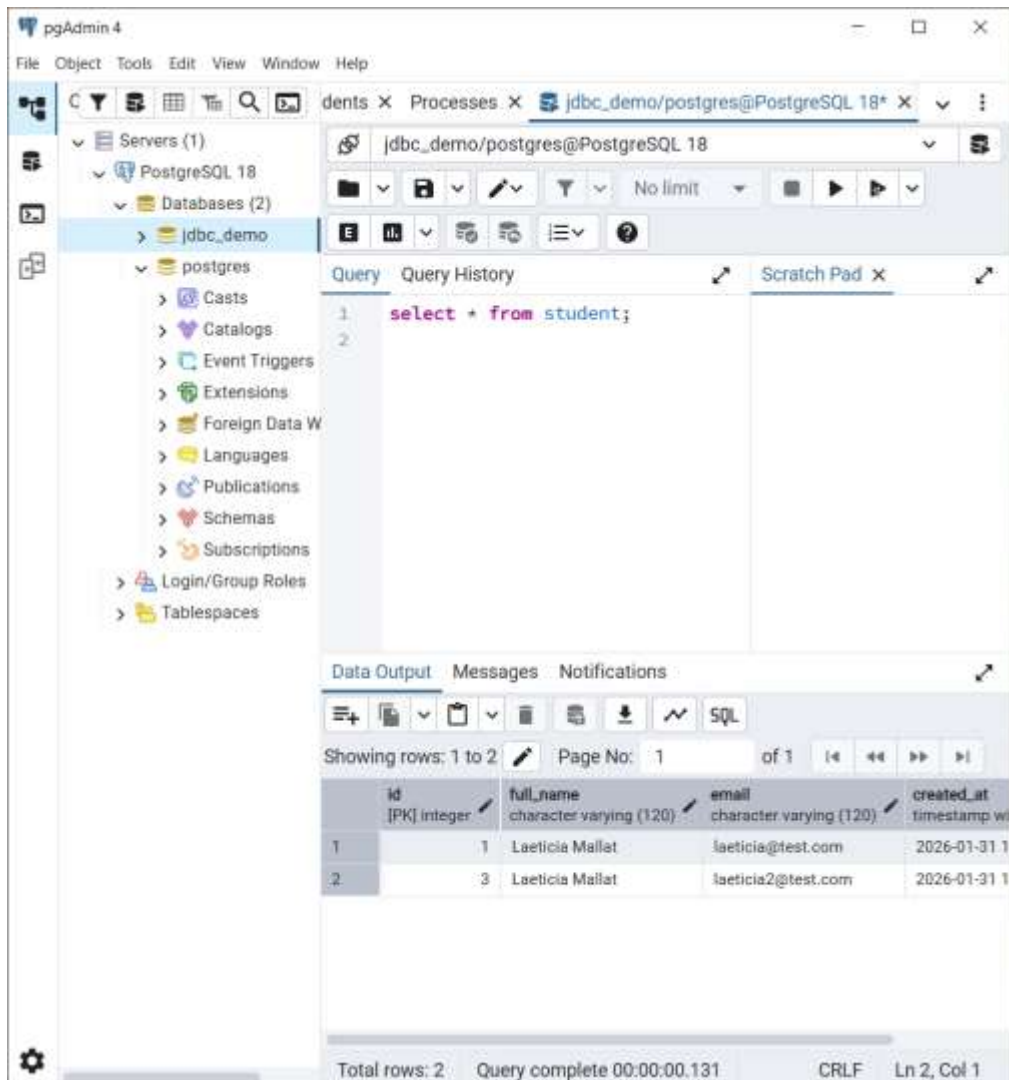 pgAdmin 4
File Object Tools Edit View Window Help
dents Processes jdbc_demo/postgres@PostgreSQL 18*
Servers (1)
PostgreSQL 18
Databases (2)
jdbc_demo
postgres
Casts
Catalogs
Event Triggers
Extensions
Foreign Data W
Languages
Publications
Schemas
Subscriptions
Login/Group Roles
Tablespaces
jdbc_demo/postgres@PostgreSQL 18
No limit
E
Query Query History Scratch Pad
1 select * from student;
2
Data Output Messages Notifications
SQL
Showing rows: 1 to 2 Page No: 1 of 1
id full_name email created_at
[PK] integer character varying (120) character varying (120) timestamp wi
1 1 Laeticia Mallat laeticia@test.com 2026-01-31 1
2 3 Laeticia Mallat laeticia2@test.com 2026-01-31 1
Total rows: 2 Query complete 00:00:00.131 CRLF Ln 2, Col 1